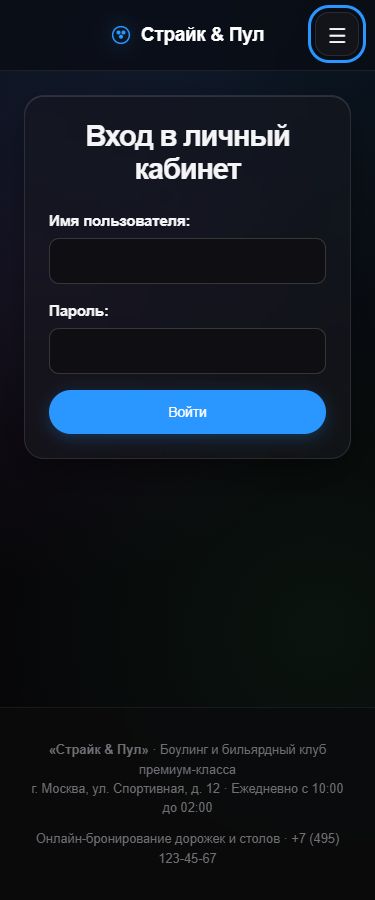 Страйк & Пул
Вход в личный
кабинет
Имя пользователя:
Пароль:
Войти
«Страйк & Пул» · Боулинг и бильярдный клуб
премиум-класса
г. Москва, ул. Спортивная, д. 12 · Ежедневно с 10:00
до 02:00
Онлайн-бронирование дорожек и столов · +7 (495)
123-45-67